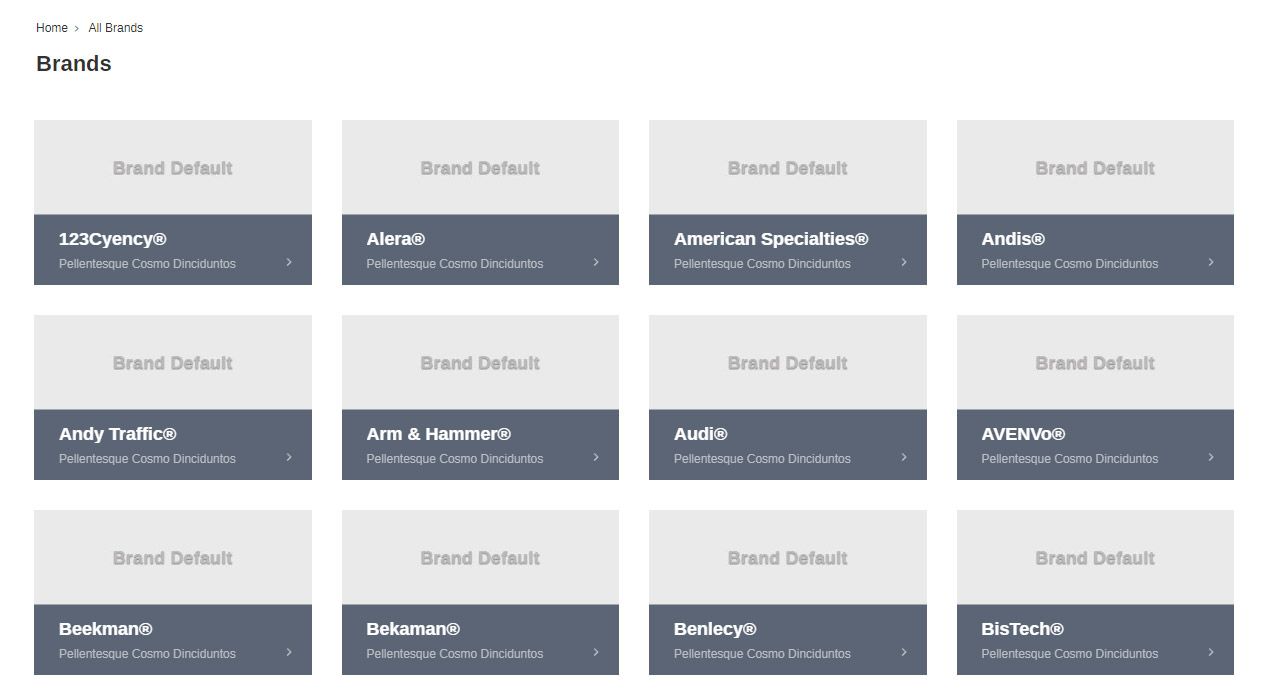 Home › All Brands
Brands
Brand Default
Brand Default
Brand Default
Brand Default
123Cyency®
Alera®
American Specialties®
Andis®
Pellentesque Cosmo Dinciduntos
Pellentesque Cosmo Dinciduntos
Pellentesque Cosmo Dinciduntos
Pellentesque Cosmo Dinciduntos
Brand Default
Brand Default
Brand Default
Brand Default
Andy Traffic®
Arm & Hammer®
Audi®
AVENVo®
Pellentesque Cosmo Dinciduntos
Pellentesque Cosmo Dinciduntos
Pellentesque Cosmo Dinciduntos
Pellentesque Cosmo Dinciduntos
Brand Default
Brand Default
Brand Default
Brand Default
Beekman®
Bekaman®
Benlecy®
BisTech®
Pellentesque Cosmo Dinciduntos
Pellentesque Cosmo Dinciduntos
Pellentesque Cosmo Dinciduntos
Pellentesque Cosmo Dinciduntos